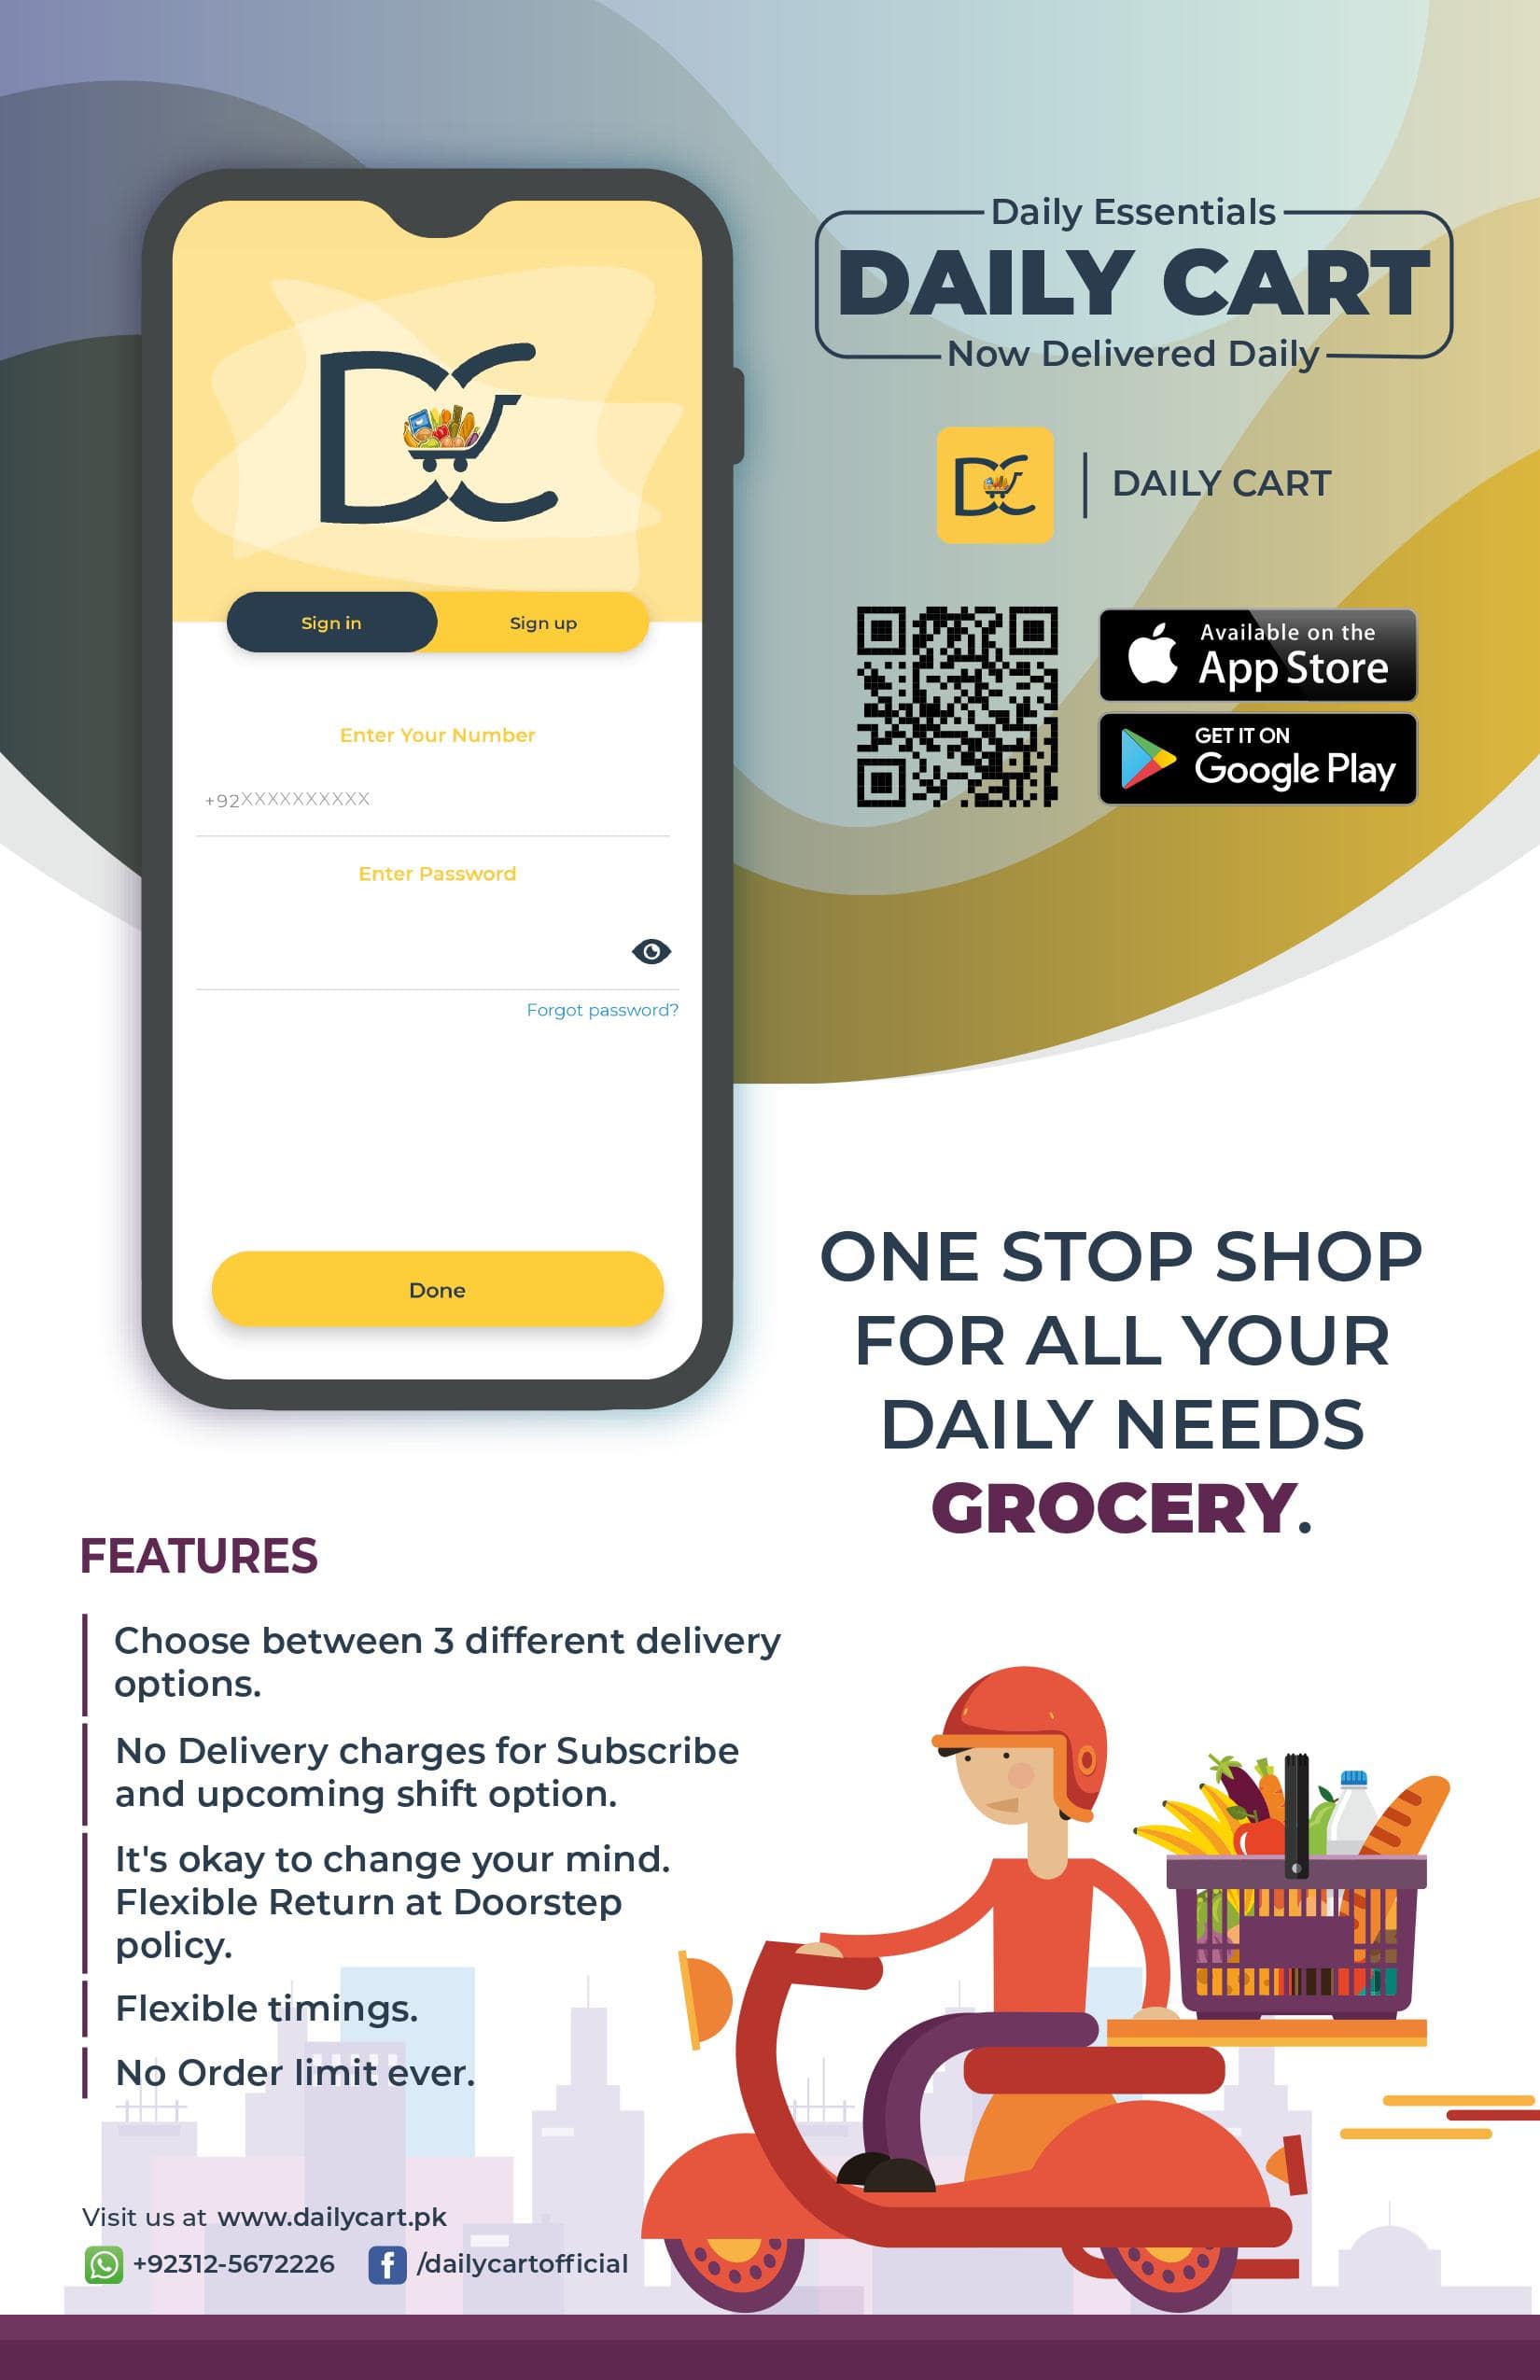 Daily Essentials
DAILY CART
Now Delivered Daily
DC
DC
DAILY CART
Available on the
App Store
GET IT ON
Google Play
Sign in
Sign up
Enter Your Number
+92XXXXXXXXXX
Enter Password
Forgot password?
Done
ONE STOP SHOP
FOR ALL YOUR
DAILY NEEDS
GROCERY.
FEATURES
Choose between 3 different delivery
options.
No Delivery charges for Subscribe
and upcoming shift option.
It's okay to change your mind.
Flexible Return at Doorstep
policy.
Flexible timings.
No Order limit ever.
Visit us at www.dailycart.pk
+92312-5672226
/dailycartofficial